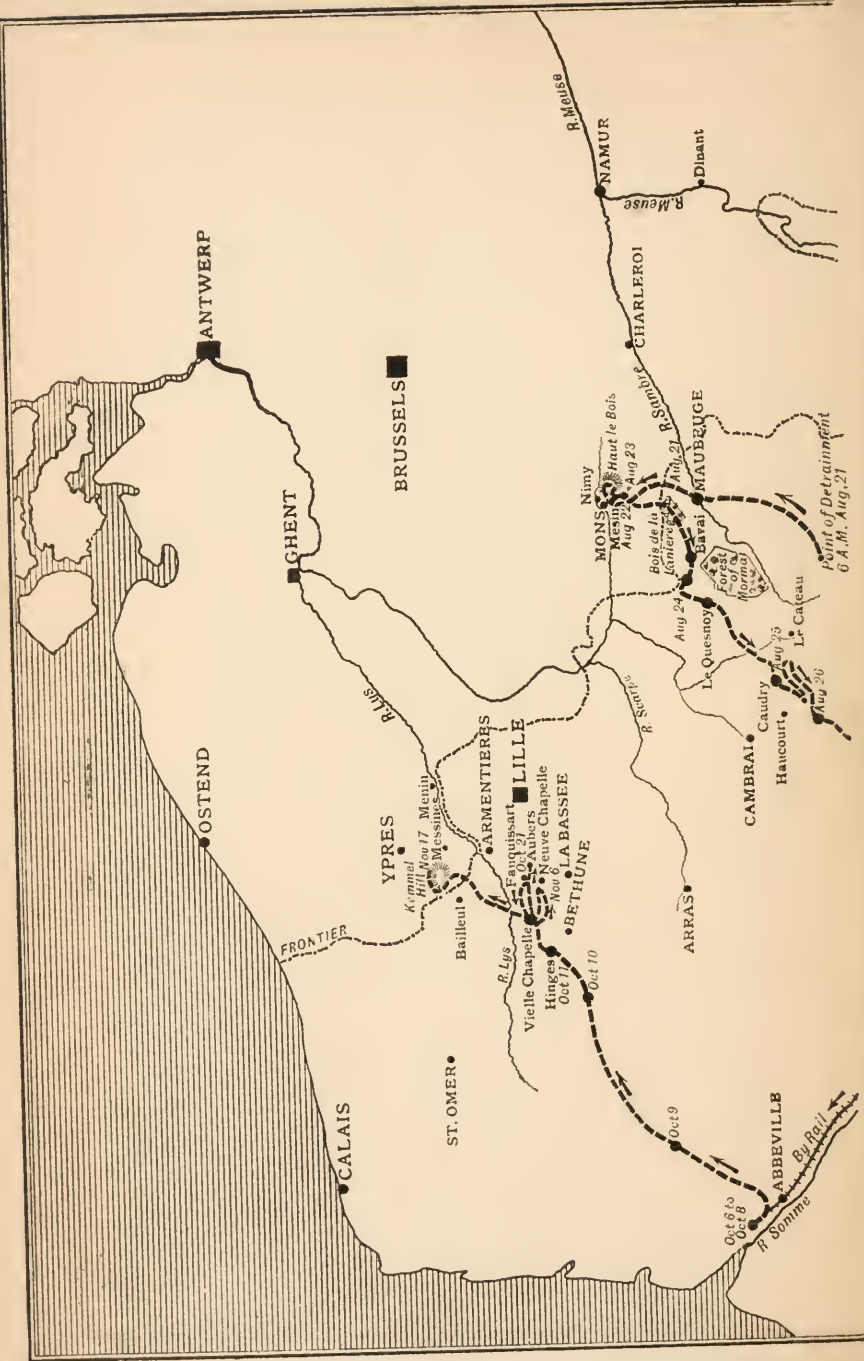 ANTWERP
GHENT
BRUSSELS
OSTEND
CALAIS
FRONTIER
YPRES
Kemmel
Hill Nov 17
Menin
Messines
R. Lys
Bailleul
ARMENTIERES
ST. OMER
R. Lys
LILLE
Fauquissart
Oct 21
Aubers
Neuve Chapelle
Nov 6
LA BASSEE
BETHUNE
Vielle Chapelle
Hinges
Oct 11
Oct 10
Oct 9
Oct 6 to
Oct 8
ABBEVILLE
R Somme
By Rail
ARRAS
R. Scarpe
CAMBRAI
Caudry
Haucourt
Aug 25
Le Cateau
Aug 26
Le Quesnoy
Aug 24
Forest
of
Mormal
Bavai
Bois de la
Lanieree
Nimy
MONS
Haut le Bois
Mesin
Aug 22
Aug 23
Aug. 21
MAUBEUGE
Point of Detrainment
6 A.M. Aug, 21
R. Sambre
CHARLEROI
NAMUR
R. Meuse
R. Meuse
Dinant